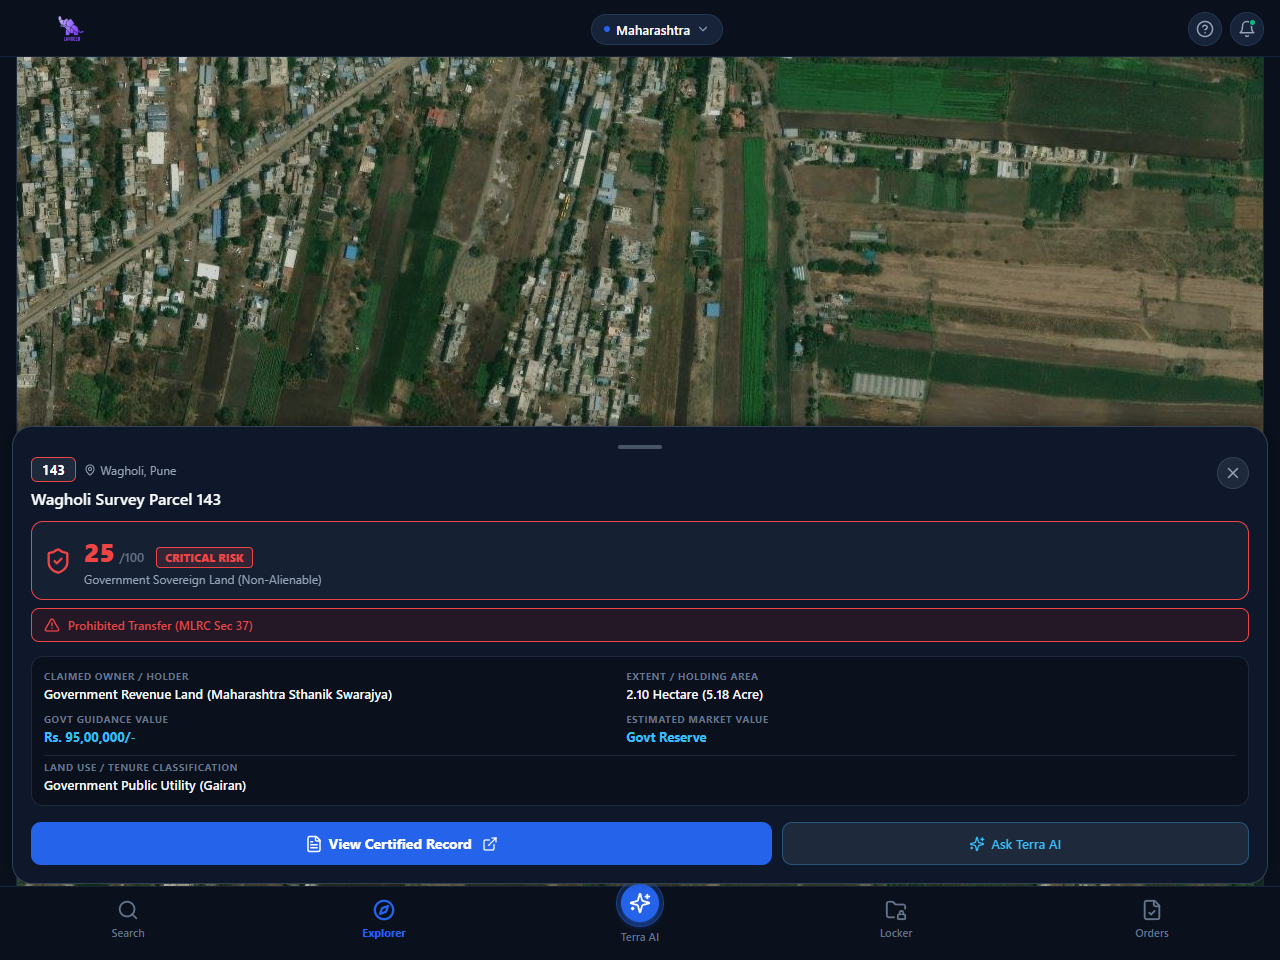 Maharashtra
143
Wagholi, Pune
Wagholi Survey Parcel 143
25 /100 CRITICAL RISK
Government Sovereign Land (Non-Alienable)
Prohibited Transfer (MLRC Sec 37)
CLAIMED OWNER / HOLDER
Government Revenue Land (Maharashtra Sthanik Swarajya)
EXTENT / HOLDING AREA
2.10 Hectare (5.18 Acre)
GOVT GUIDANCE VALUE
Rs. 95,00,000/-
ESTIMATED MARKET VALUE
Govt Reserve
LAND USE / TENURE CLASSIFICATION
Government Public Utility (Gairan)
View Certified Record
Ask Terra AI
Search
Explorer
Terra AI
Locker
Orders